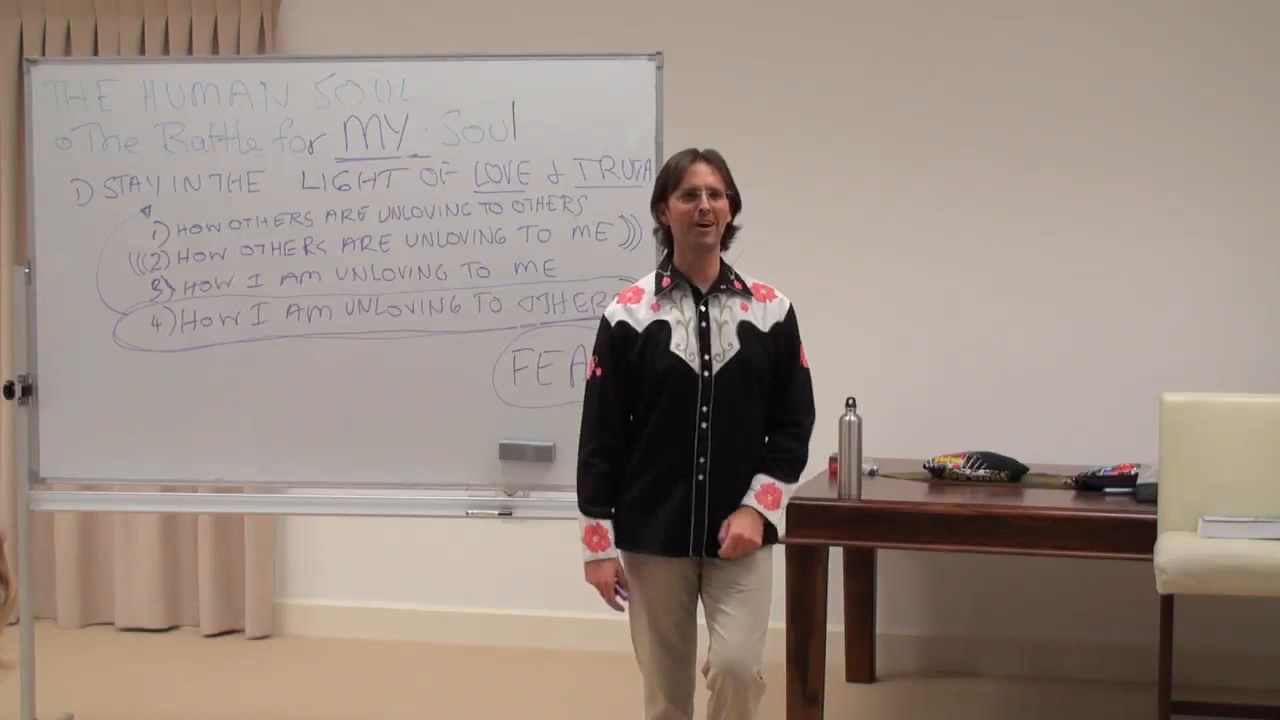 THE HUMAN SOUL
The Battle for MY Soul
1) STAY IN THE LIGHT OF LOVE & TRUTH
1) HOW OTHERS ARE UNLOVING TO OTHERS
(((2) HOW OTHERS ARE UNLOVING TO ME)))
3) HOW I AM UNLOVING TO ME
4) HOW I AM UNLOVING TO OTHER
FEA